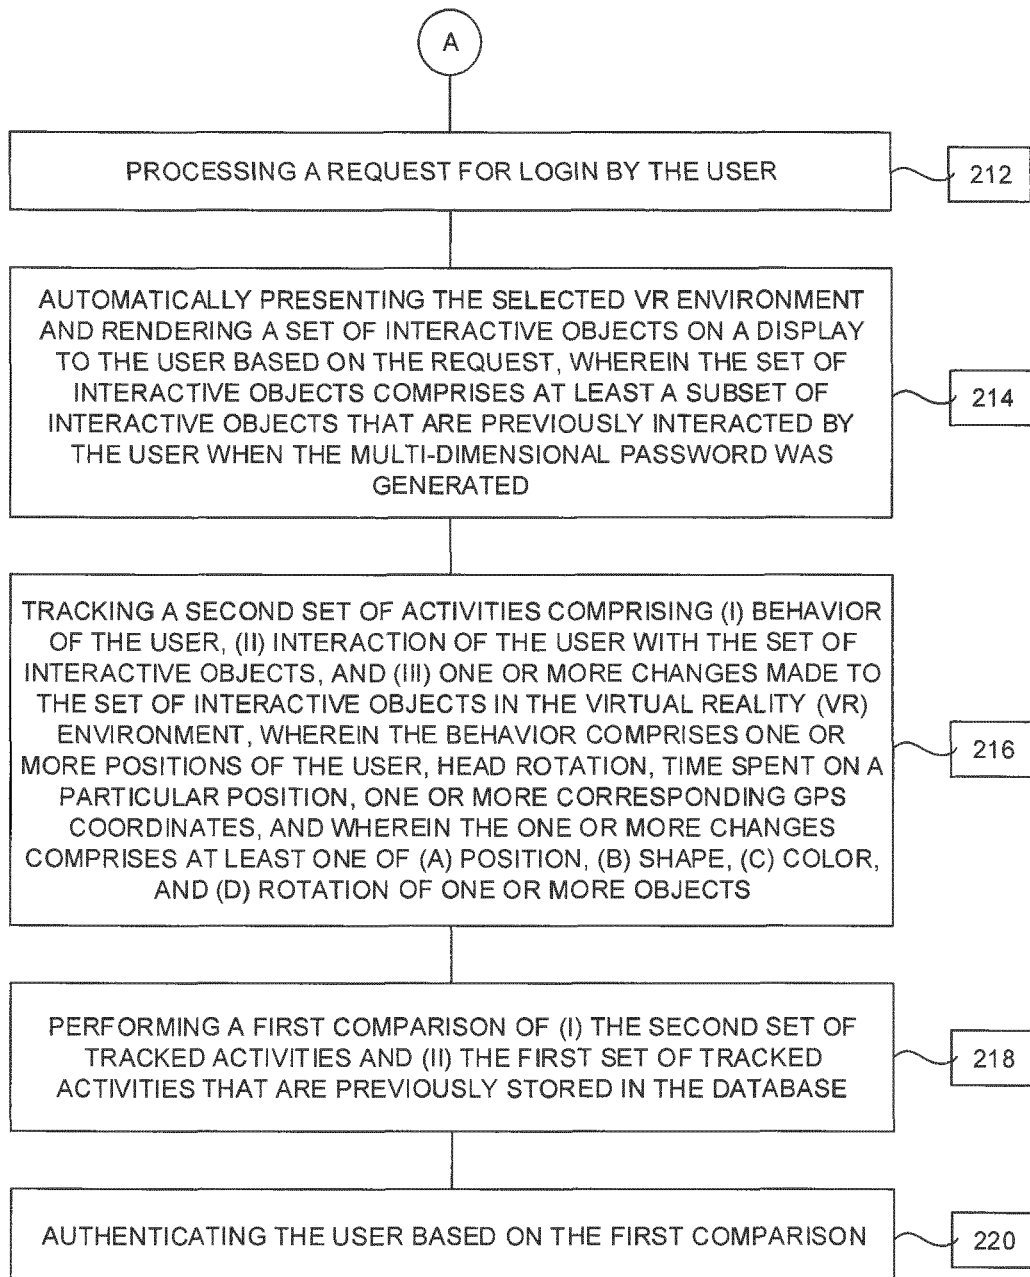 A
PROCESSING A REQUEST FOR LOGIN BY THE USER
212
AUTOMATICALLY PRESENTING THE SELECTED VR ENVIRONMENT
AND RENDERING A SET OF INTERACTIVE OBJECTS ON A DISPLAY
TO THE USER BASED ON THE REQUEST, WHEREIN THE SET OF
INTERACTIVE OBJECTS COMPRISES AT LEAST A SUBSET OF
INTERACTIVE OBJECTS THAT ARE PREVIOUSLY INTERACTED BY
THE USER WHEN THE MULTI-DIMENSIONAL PASSWORD WAS
GENERATED
214
TRACKING A SECOND SET OF ACTIVITIES COMPRISING (I) BEHAVIOR
OF THE USER, (II) INTERACTION OF THE USER WITH THE SET OF
INTERACTIVE OBJECTS, AND (III) ONE OR MORE CHANGES MADE TO
THE SET OF INTERACTIVE OBJECTS IN THE VIRTUAL REALITY (VR)
ENVIRONMENT, WHEREIN THE BEHAVIOR COMPRISES ONE OR
MORE POSITIONS OF THE USER, HEAD ROTATION, TIME SPENT ON A
PARTICULAR POSITION, ONE OR MORE CORRESPONDING GPS
COORDINATES, AND WHEREIN THE ONE OR MORE CHANGES
COMPRISES AT LEAST ONE OF (A) POSITION, (B) SHAPE, (C) COLOR,
AND (D) ROTATION OF ONE OR MORE OBJECTS
216
PERFORMING A FIRST COMPARISON OF (I) THE SECOND SET OF
TRACKED ACTIVITIES AND (II) THE FIRST SET OF TRACKED
ACTIVITIES THAT ARE PREVIOUSLY STORED IN THE DATABASE
218
AUTHENTICATING THE USER BASED ON THE FIRST COMPARISON
220